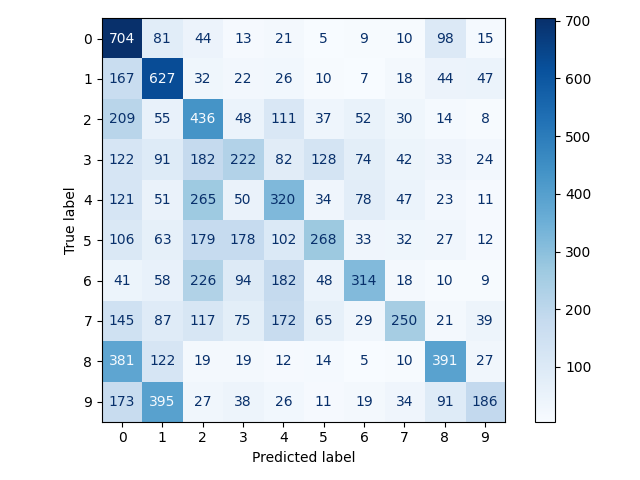 0 704 81 44 13 21 5 9 10 98 15
1 167 627 32 22 26 10 7 18 44 47
2 209 55 436 48 111 37 52 30 14 8
3 122 91 182 222 82 128 74 42 33 24
4 121 51 265 50 320 34 78 47 23 11
5 106 63 179 178 102 268 33 32 27 12
6 41 58 226 94 182 48 314 18 10 9
7 145 87 117 75 172 65 29 250 21 39
8 381 122 19 19 12 14 5 10 391 27
9 173 395 27 38 26 11 19 34 91 186
0 1 2 3 4 5 6 7 8 9
Predicted label
True label
700
600
500
400
300
200
100